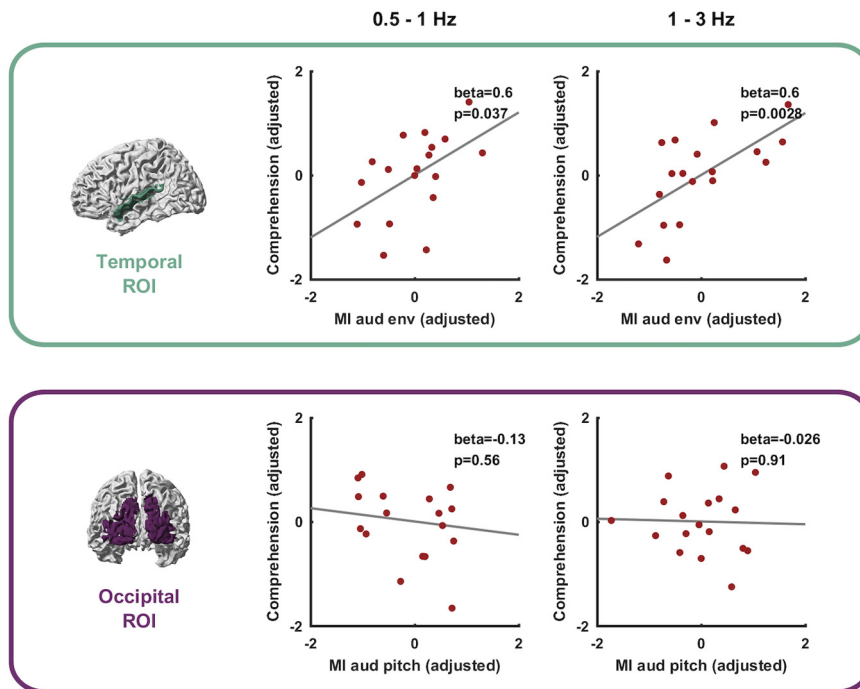 0.5 - 1 Hz
1 - 3 Hz
Temporal
ROI
Comprehension (adjusted)
2
0
-2
-2
0
2
MI aud env (adjusted)
beta=0.6
p=0.037
Comprehension (adjusted)
2
0
-2
-2
0
2
MI aud env (adjusted)
beta=0.6
p=0.0028
Occipital
ROI
Comprehension (adjusted)
2
0
-2
-2
0
2
MI aud pitch (adjusted)
beta=-0.13
p=0.56
Comprehension (adjusted)
2
0
-2
-2
0
2
MI aud pitch (adjusted)
beta=-0.026
p=0.91